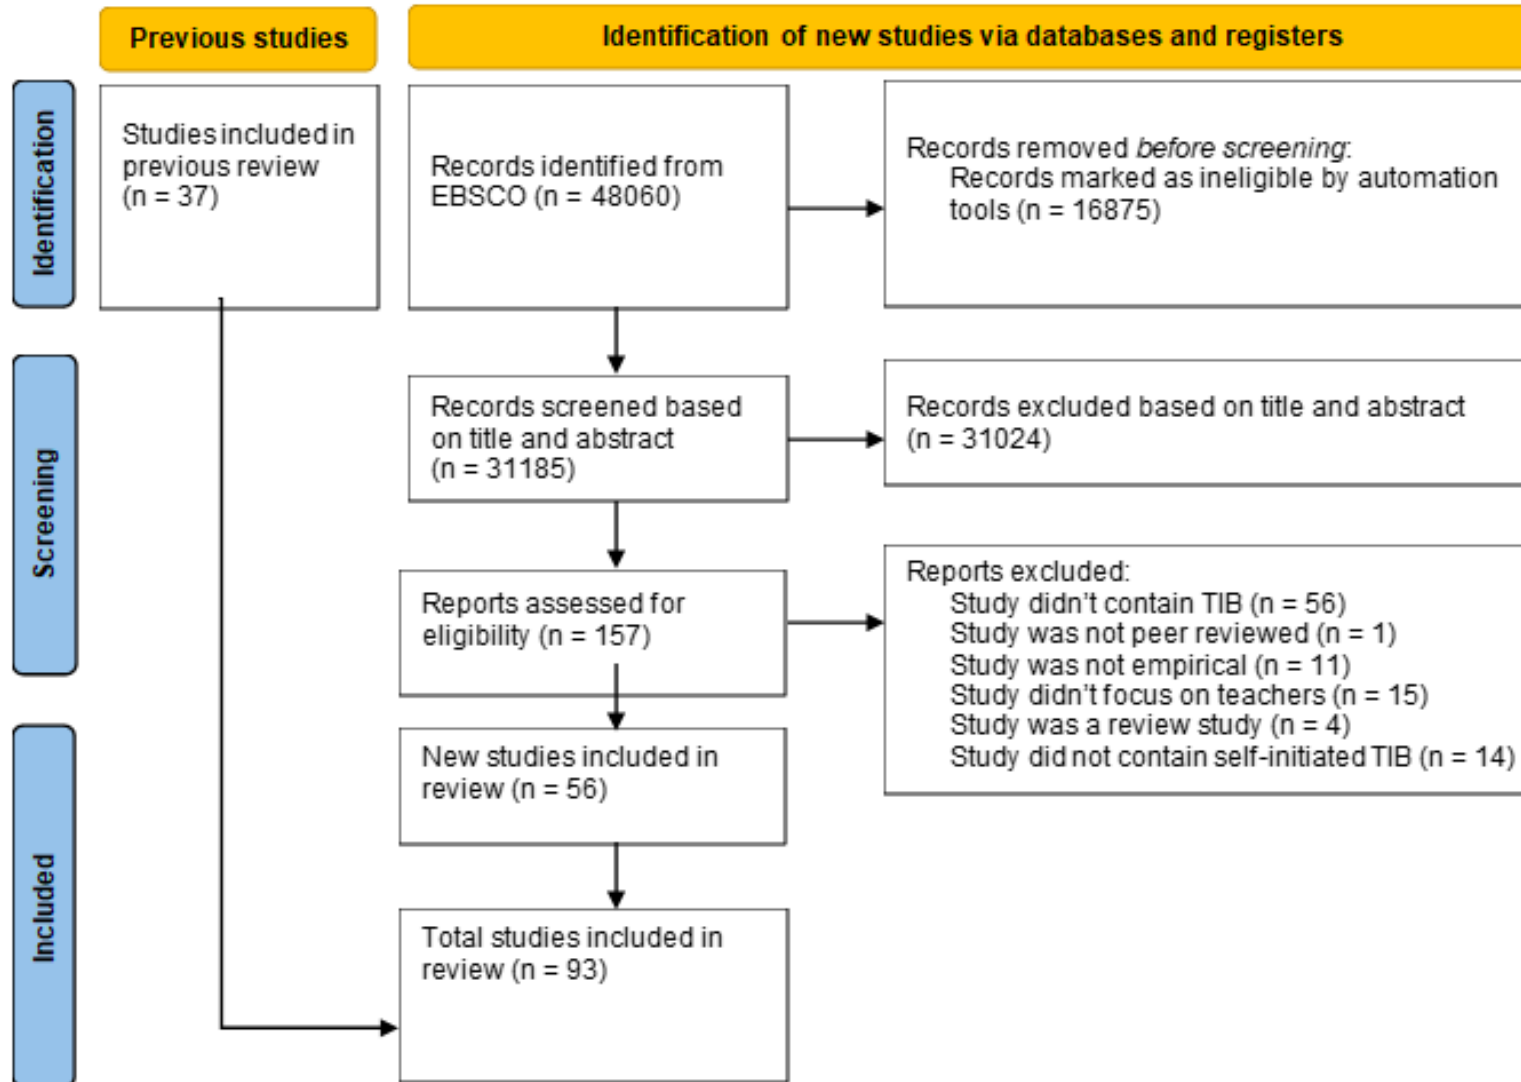 Previous studies
Identification of new studies via databases and registers
Identification
Studies included in
previous review
(n = 37)
Records identified from
EBSCO (n = 48060)
Records removed before screening:
Records marked as ineligible by automation
tools (n = 16875)
Screening
Records screened based
on title and abstract
(n = 31185)
Records excluded based on title and abstract
(n = 31024)
Reports assessed for
eligibility (n = 157)
Reports excluded:
Study didn't contain TIB (n = 56)
Study was not peer reviewed (n = 1)
Study was not empirical (n = 11)
Study didn't focus on teachers (n = 15)
Study was a review study (n = 4)
Study did not contain self-initiated TIB (n = 14)
Included
New studies included in
review (n = 56)
Total studies included in
review (n = 93)